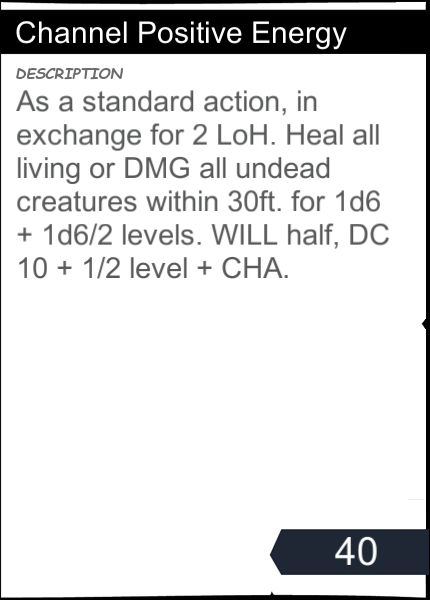 Channel Positive Energy
DESCRIPTION
As a standard action, in
exchange for 2 LoH. Heal all
living or DMG all undead
creatures within 30ft. for 1d6
+ 1d6/2 levels. WILL half, DC
10 + 1/2 level + CHA.
40